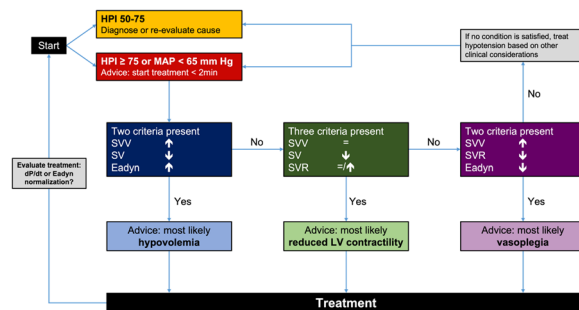 HPI 50-75
Diagnose or re-evaluate cause
If no condition is satisfied, treat
hypotension based on other
clinical considerations
Start
HPI ≥ 75 or MAP < 65 mm Hg
Advice: start treatment < 2min
No
Two criteria present
SVV ↑
SV ↓
Eadyn ↑
No
Three criteria present
SVV =
SV ↓
SVR =/↑
No
Two criteria present
SVV ↑
SVR ↓
Eadyn ↓
Evaluate treatment:
dP/dt or Eadyn
normalization?
Yes
Yes
Yes
Advice: most likely
hypovolemia
Advice: most likely
reduced LV contractility
Advice: most likely
vasoplegia
Treatment